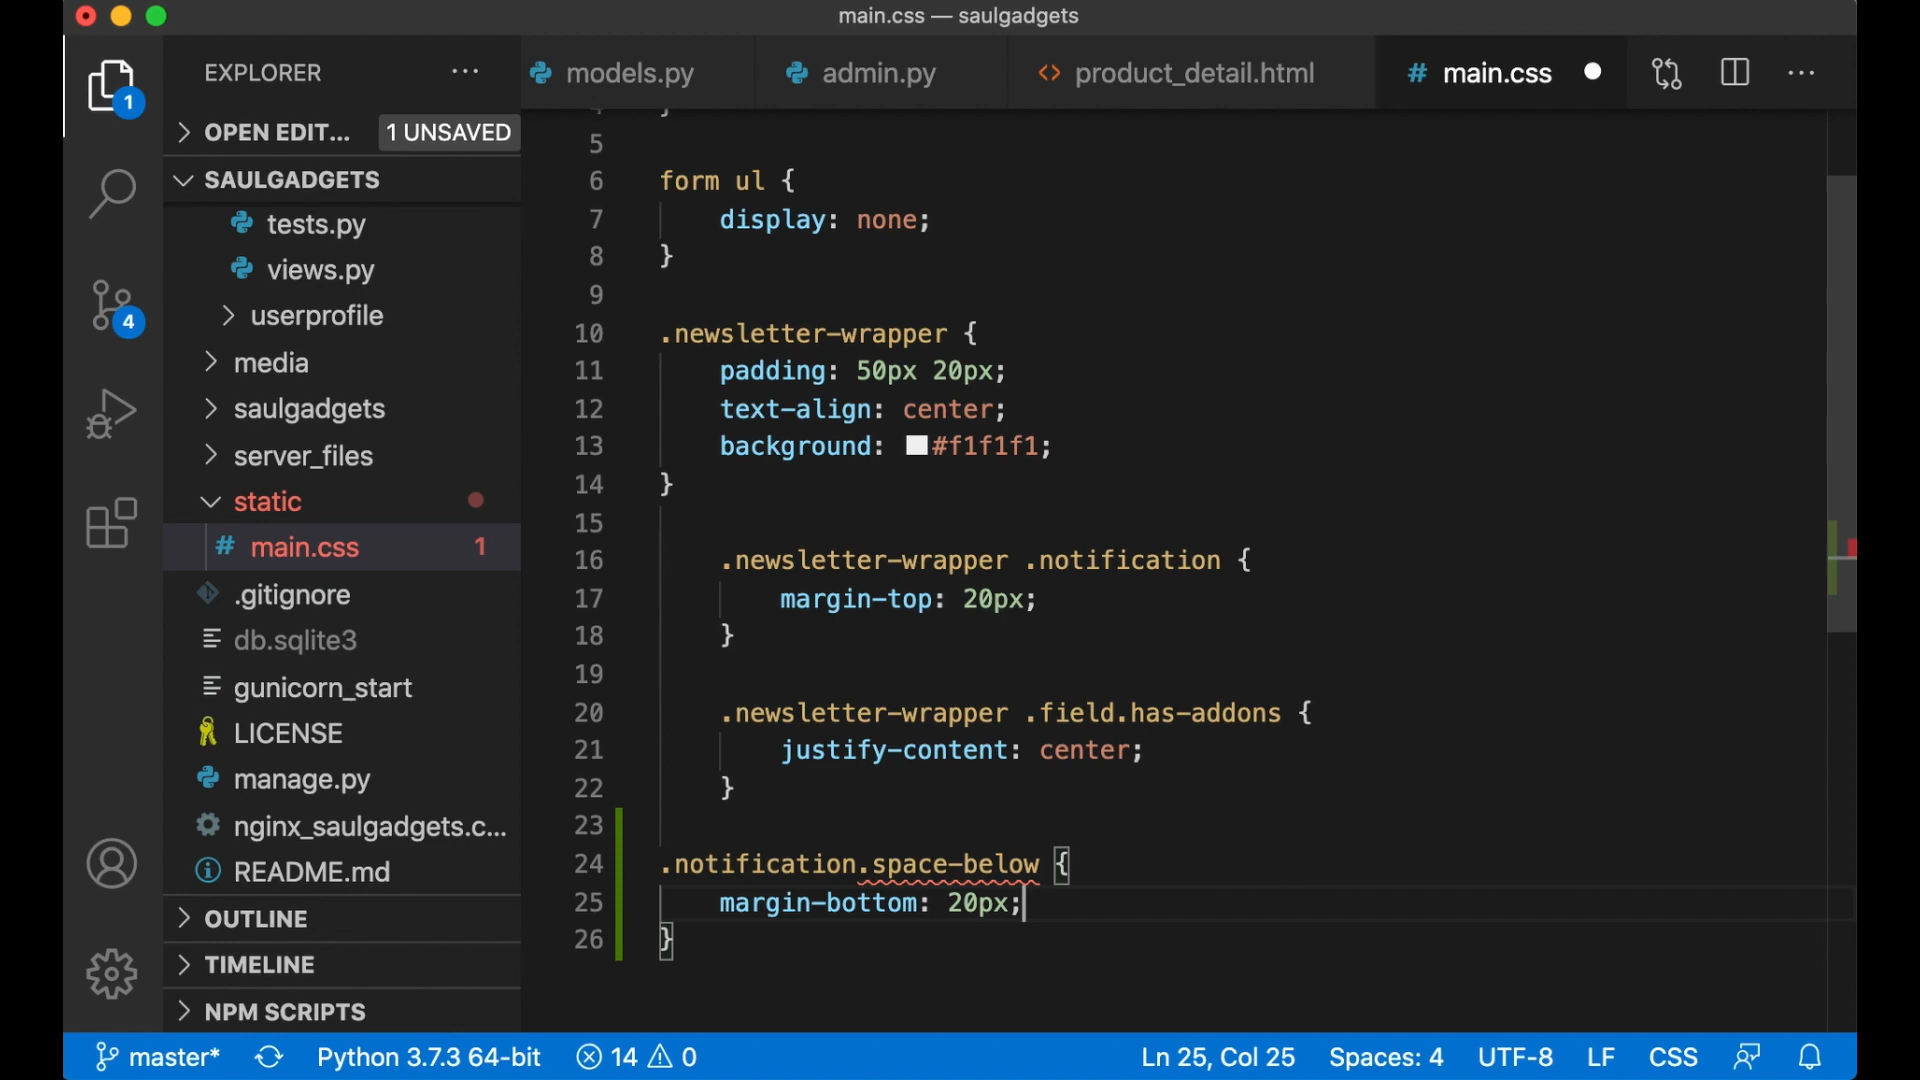 main.css — saulgadgets
EXPLORER
models.py
admin.py
product_detail.html
main.css
1
OPEN EDIT... 1 UNSAVED
SAULGADGETS
tests.py
views.py
userprofile
media
saulgadgets
server_files
static
main.css 1
.gitignore
db.sqlite3
gunicorn_start
LICENSE
manage.py
nginx_saulgadgets.c...
README.md
OUTLINE
TIMELINE
NPM SCRIPTS
4
4 }
5
6 form ul {
7 display: none;
8 }
9
10 .newsletter-wrapper {
11 padding: 50px 20px;
12 text-align: center;
13 background: #f1f1f1;
14 }
15
16 .newsletter-wrapper .notification {
17 margin-top: 20px;
18 }
19
20 .newsletter-wrapper .field.has-addons {
21 justify-content: center;
22 }
23
24 .notification.space-below {
25 margin-bottom: 20px;
26 }
master* Python 3.7.3 64-bit 14 0 Ln 25, Col 25 Spaces: 4 UTF-8 LF CSS